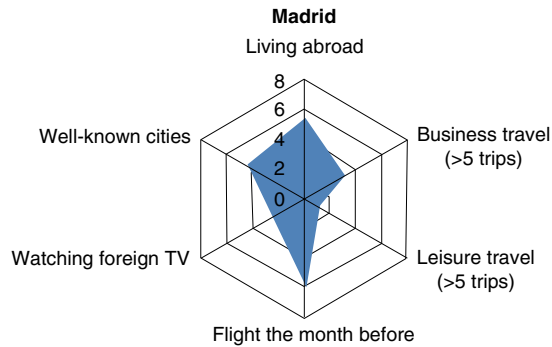 Madrid
Living abroad
8
6
4
2
0
Well-known cities
Business travel
(>5 trips)
Watching foreign TV
Leisure travel
(>5 trips)
Flight the month before